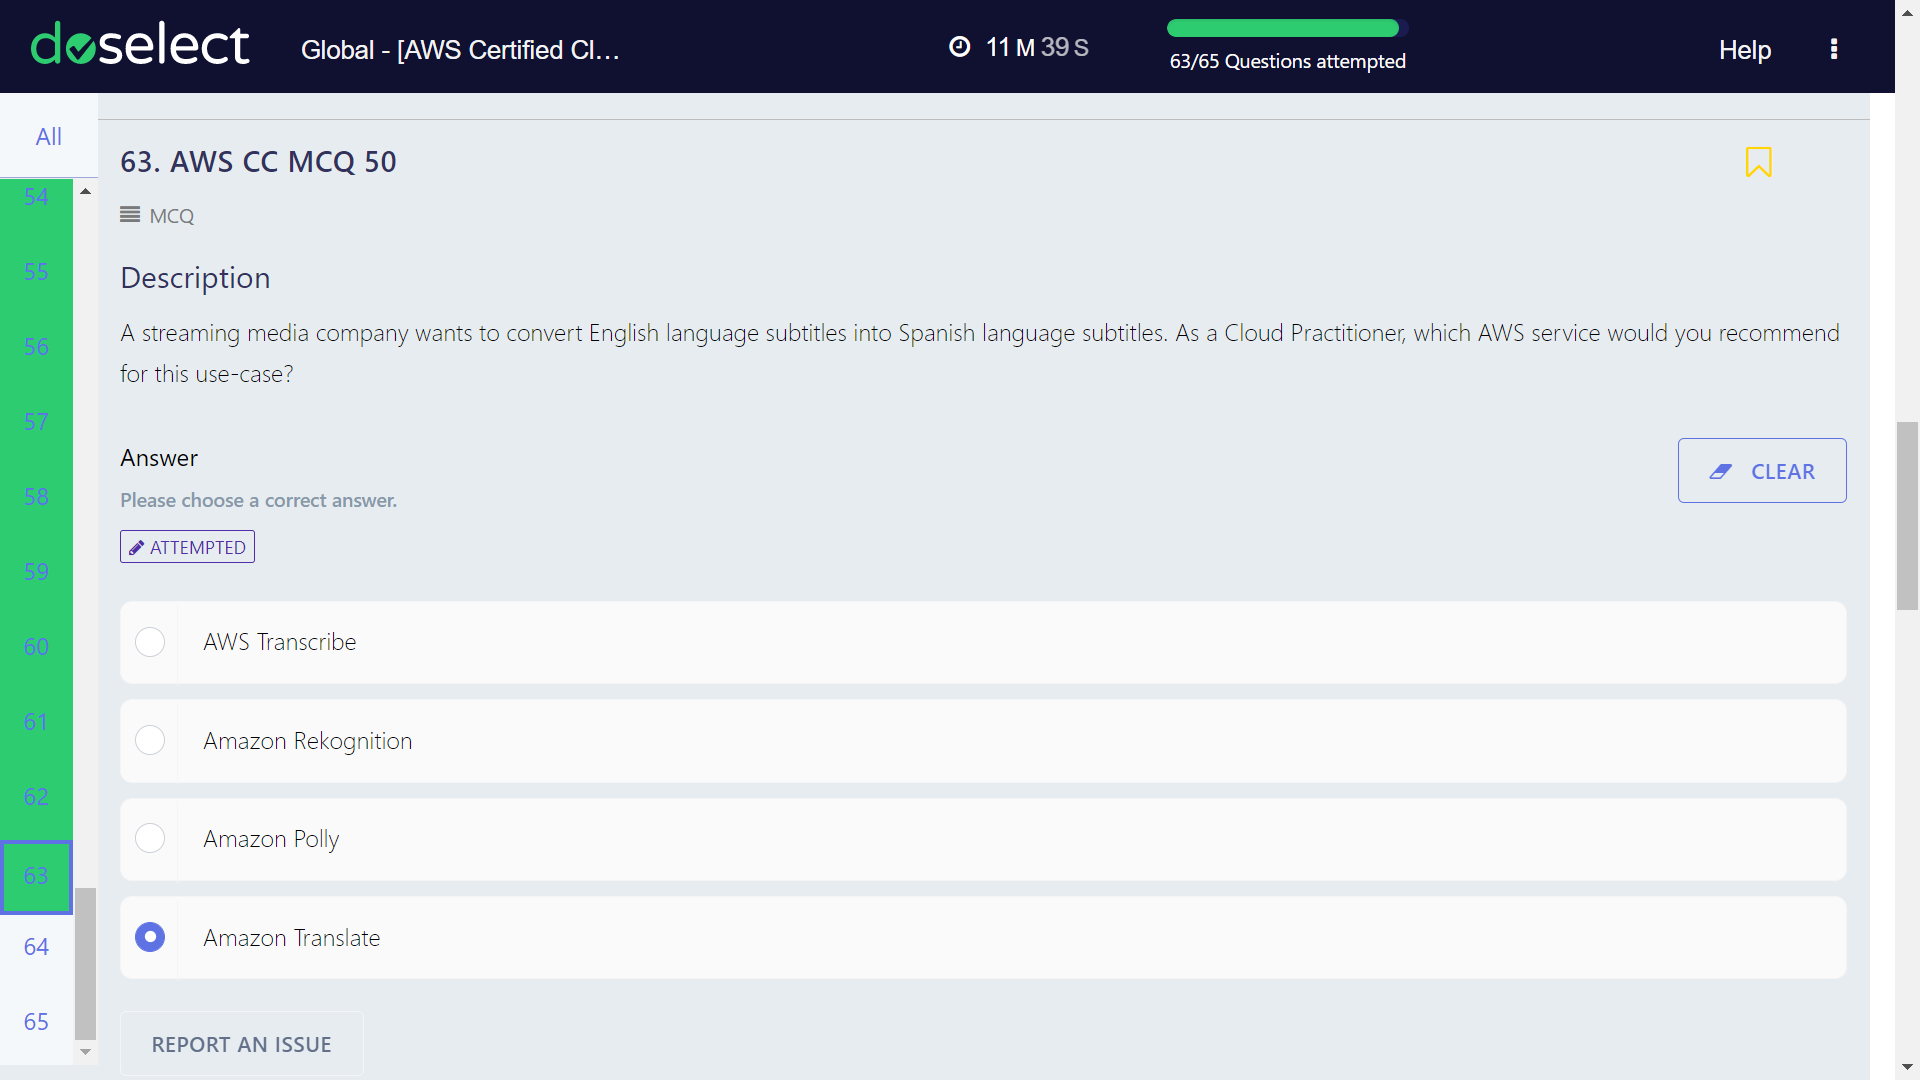 doselect
Global - [AWS Certified Cl...
11 M 39 S
63/65 Questions attempted
Help
All
54
55
56
57
58
59
60
61
62
63
64
65
63. AWS CC MCQ 50
MCQ
Description
A streaming media company wants to convert English language subtitles into Spanish language subtitles. As a Cloud Practitioner, which AWS service would you recommend
for this use-case?
Answer
Please choose a correct answer.
CLEAR
ATTEMPTED
AWS Transcribe
Amazon Rekognition
Amazon Polly
Amazon Translate
REPORT AN ISSUE